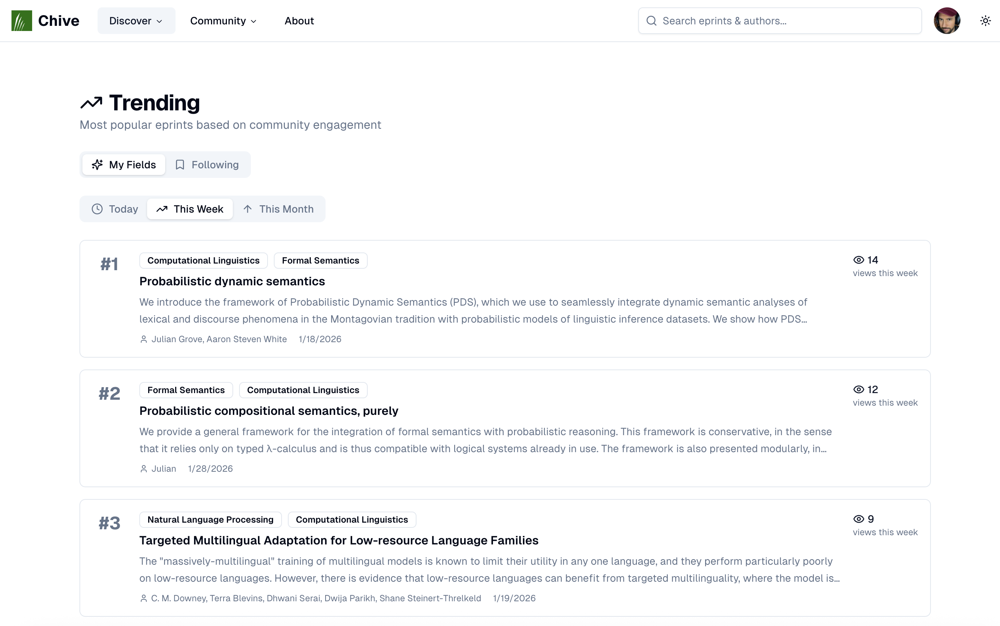 Chive
Discover
Community
About
Search eprints & authors...
Trending
Most popular eprints based on community engagement
My Fields
Following
Today
This Week
This Month
#1
Computational Linguistics
Formal Semantics
14
views this week
Probabilistic dynamic semantics
We introduce the framework of Probabilistic Dynamic Semantics (PDS), which we use to seamlessly integrate dynamic semantic analyses of
lexical and discourse phenomena in the Montagovian tradition with probabilistic models of linguistic inference datasets. We show how PDS...
Julian Grove, Aaron Steven White 1/18/2026
#2
Formal Semantics
Computational Linguistics
12
views this week
Probabilistic compositional semantics, purely
We provide a general framework for the integration of formal semantics with probabilistic reasoning. This framework is conservative, in the sense
that it relies only on typed λ-calculus and is thus compatible with logical systems already in use. The framework is also presented modularly, in...
Julian 1/28/2026
#3
Natural Language Processing
Computational Linguistics
9
views this week
Targeted Multilingual Adaptation for Low-resource Language Families
The "massively-multilingual" training of multilingual models is known to limit their utility in any one language, and they perform particularly poorly
on low-resource languages. However, there is evidence that low-resource languages can benefit from targeted multilinguality, where the model is...
C. M. Downey, Terra Blevins, Dhwani Serai, Dwija Parikh, Shane Steinert-Threlkeld 1/19/2026